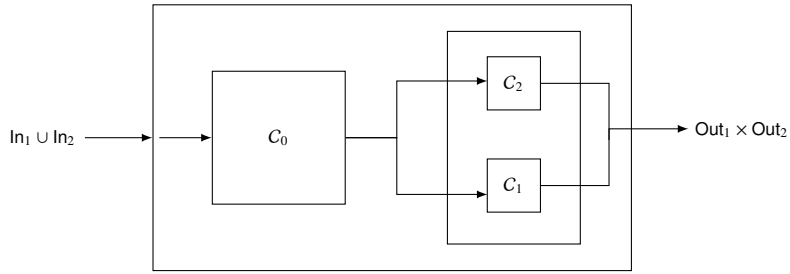 In₁ ∪ In₂
C₀
C₂
C₁
Out₁ × Out₂